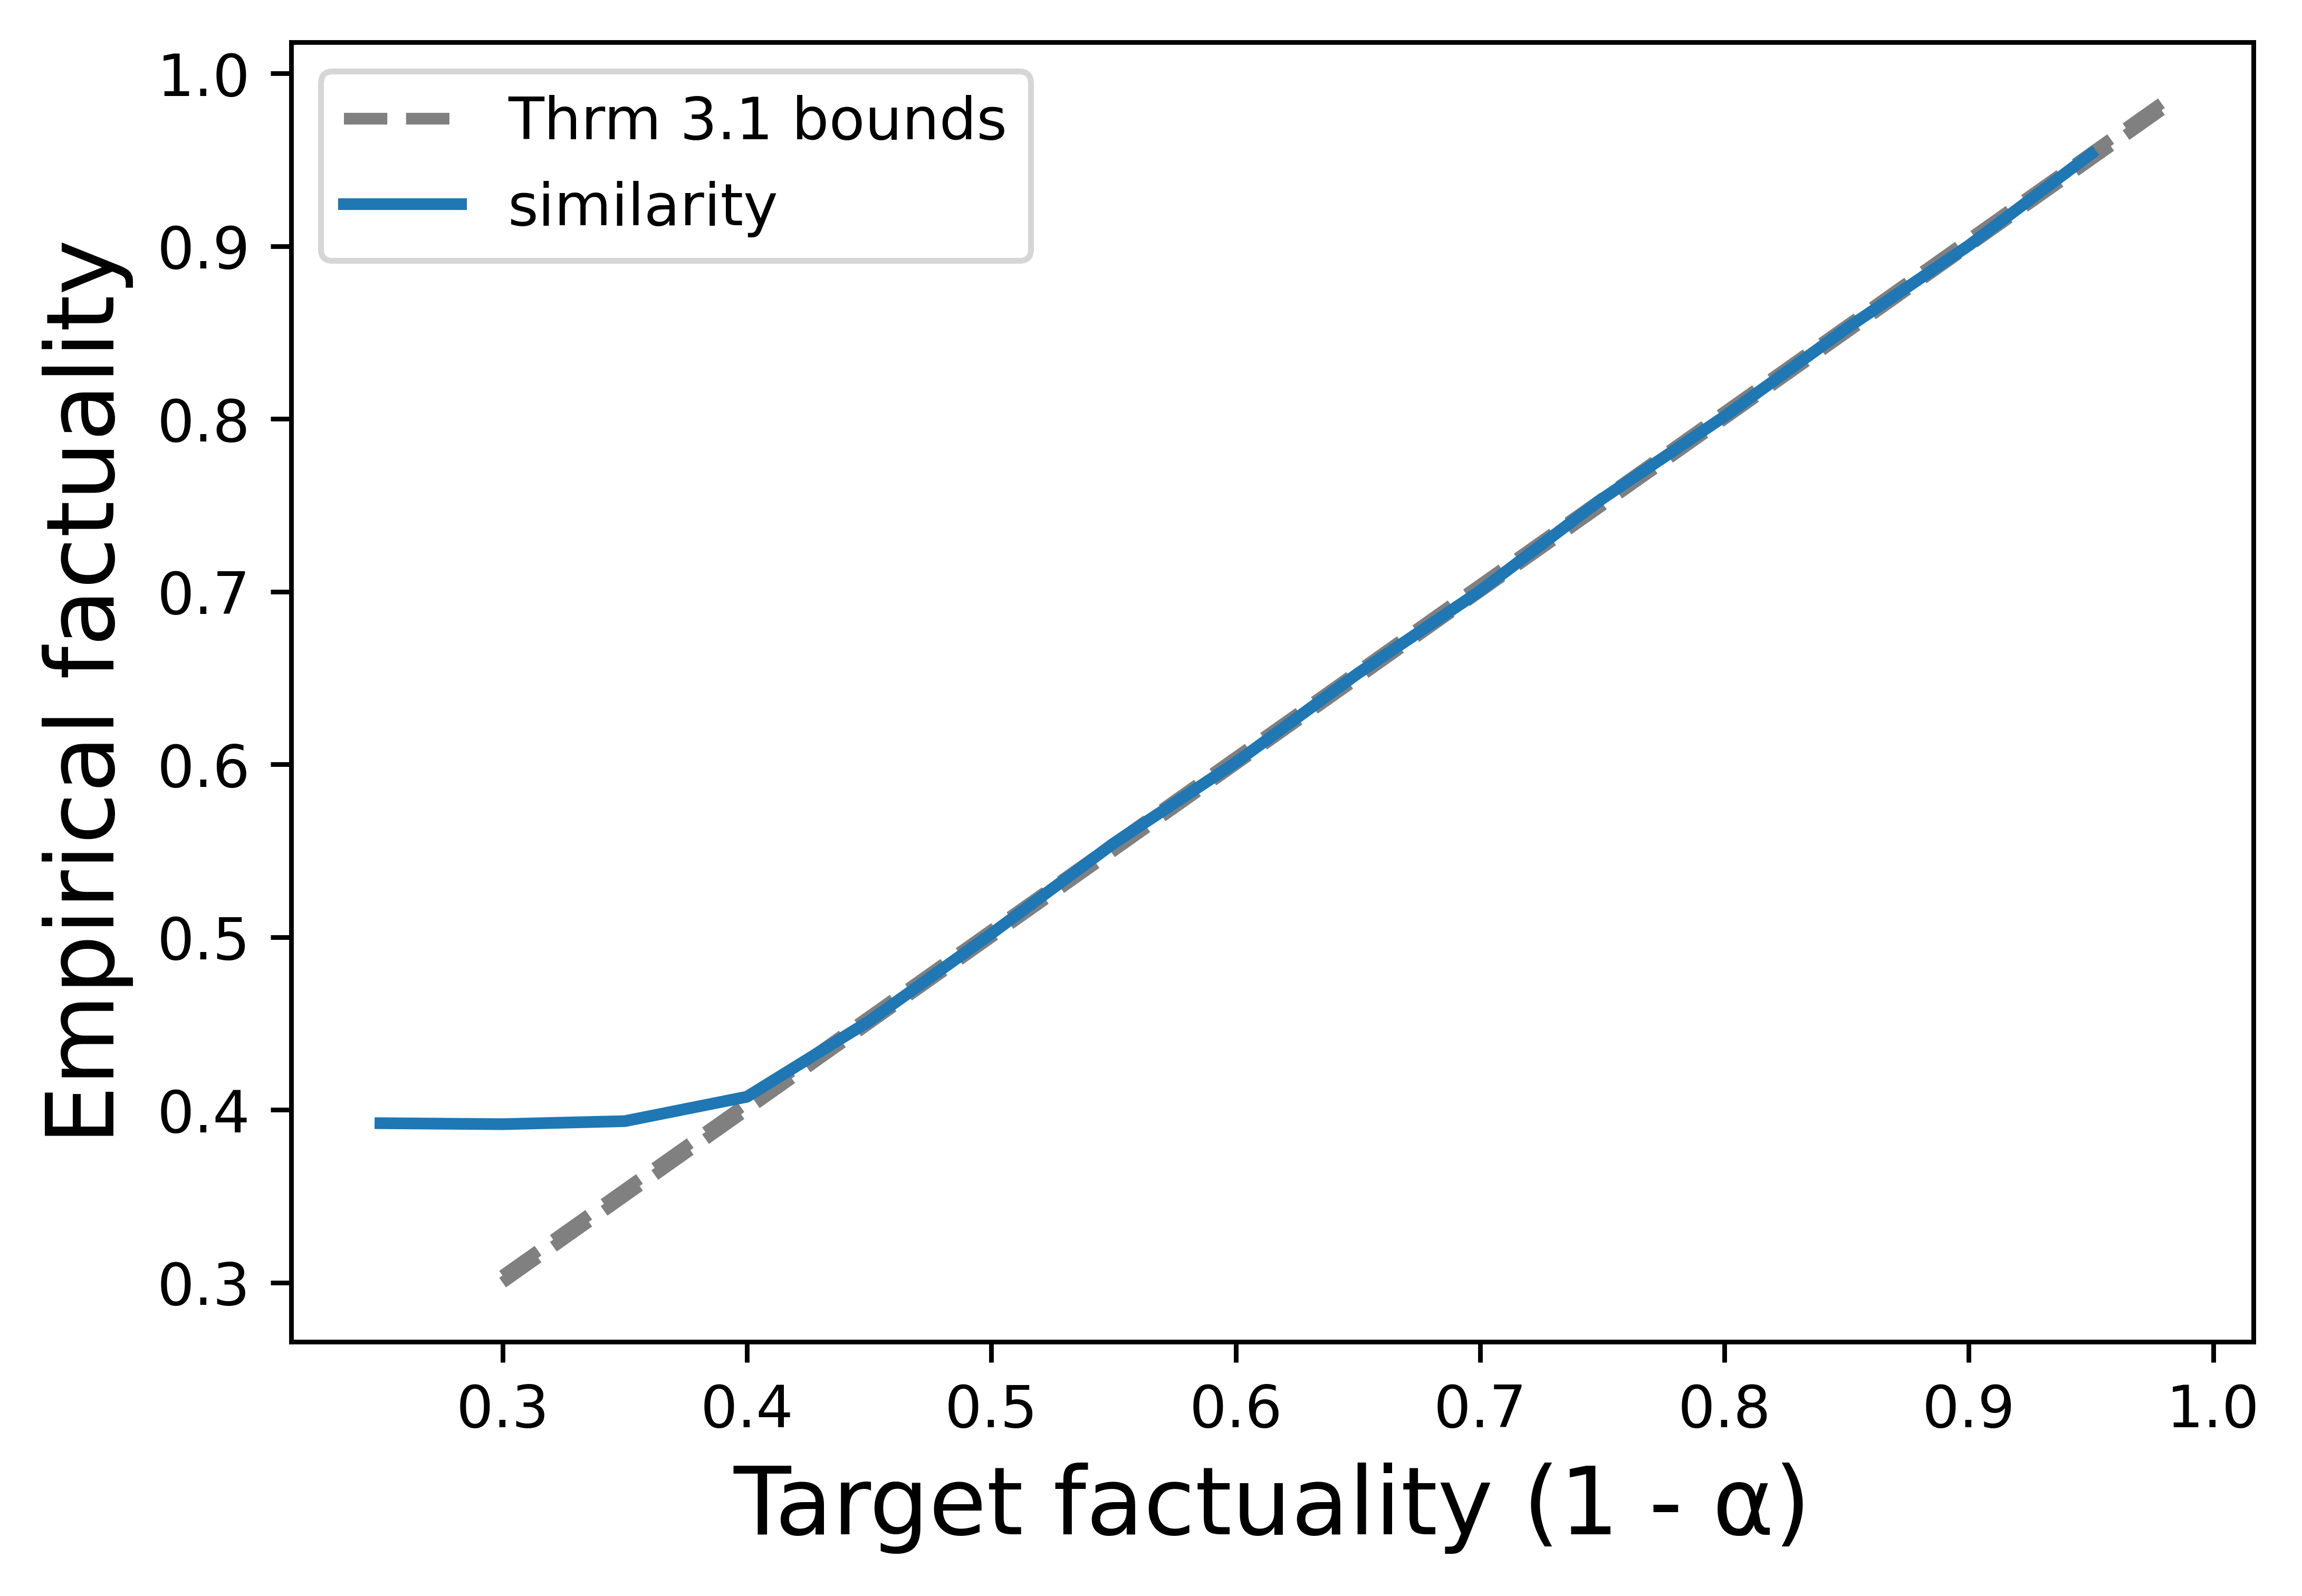 Thrm 3.1 bounds
similarity
Empirical factuality
1.0
0.9
0.8
0.7
0.6
0.5
0.4
0.3
0.3 0.4 0.5 0.6 0.7 0.8 0.9 1.0
Target factuality (1 - α)